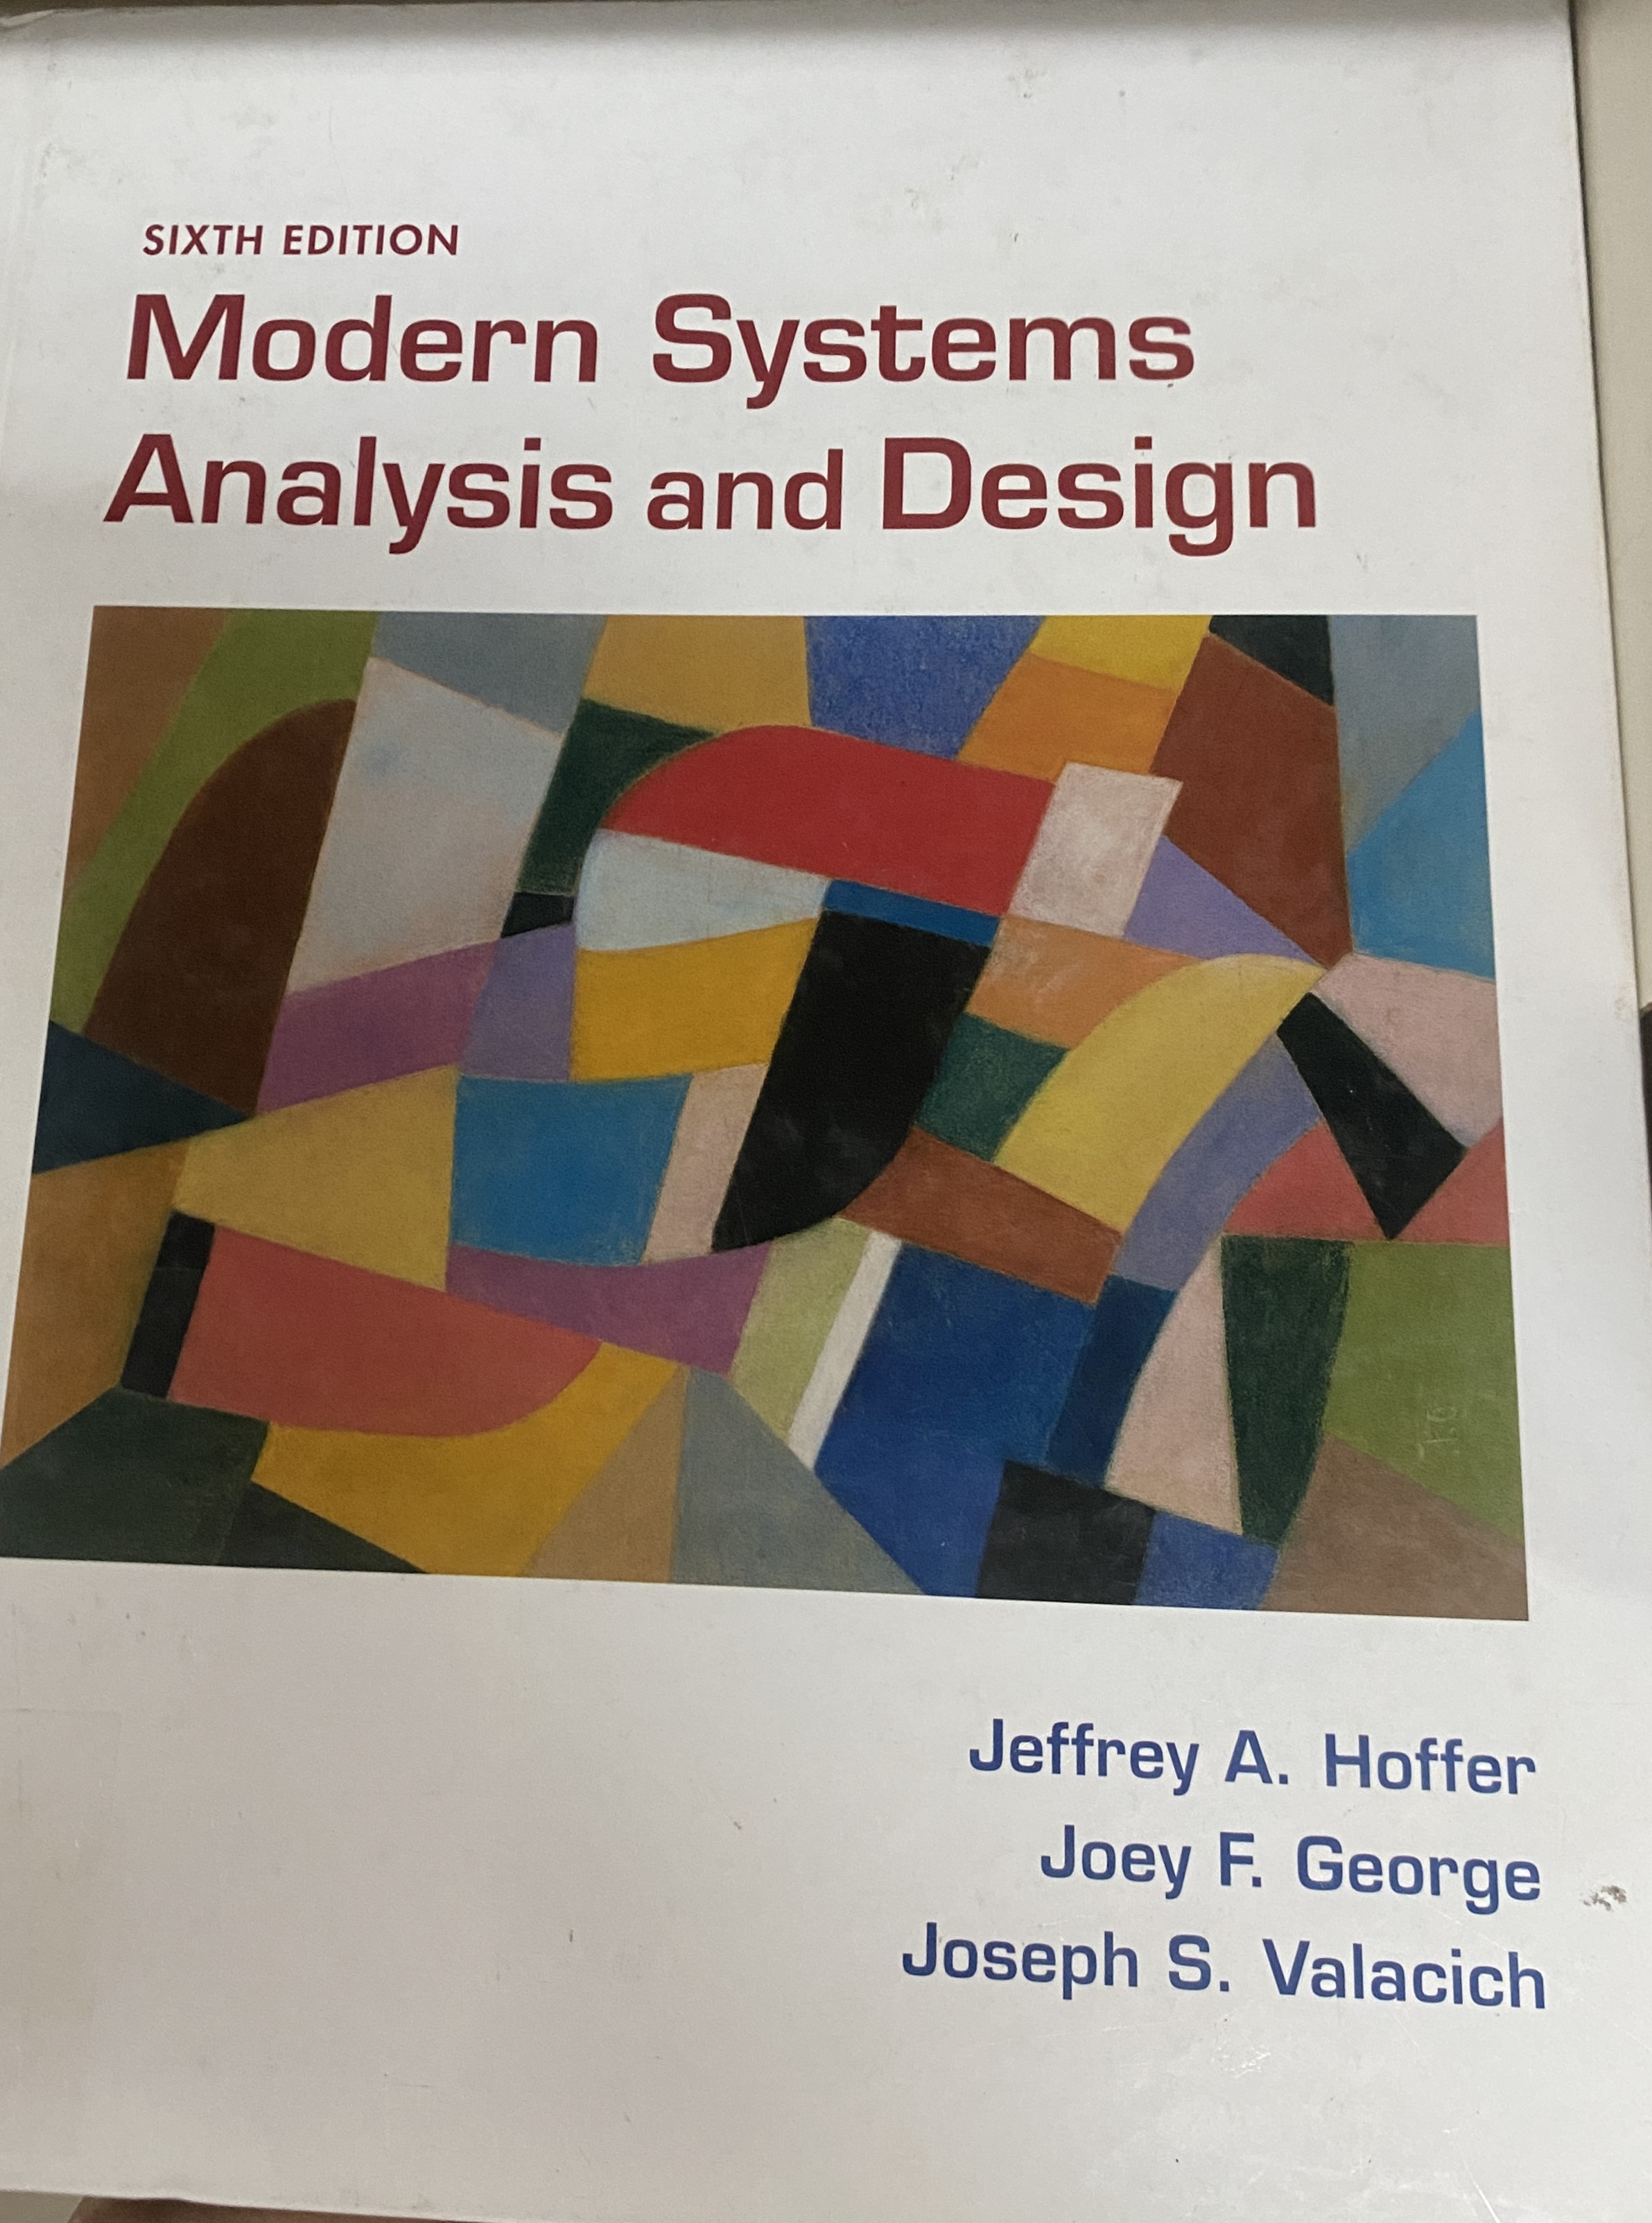 SIXTH EDITION
Modern Systems
Analysis and Design
Jeffrey A. Hoffer
Joey F. George
Joseph S. Valacich